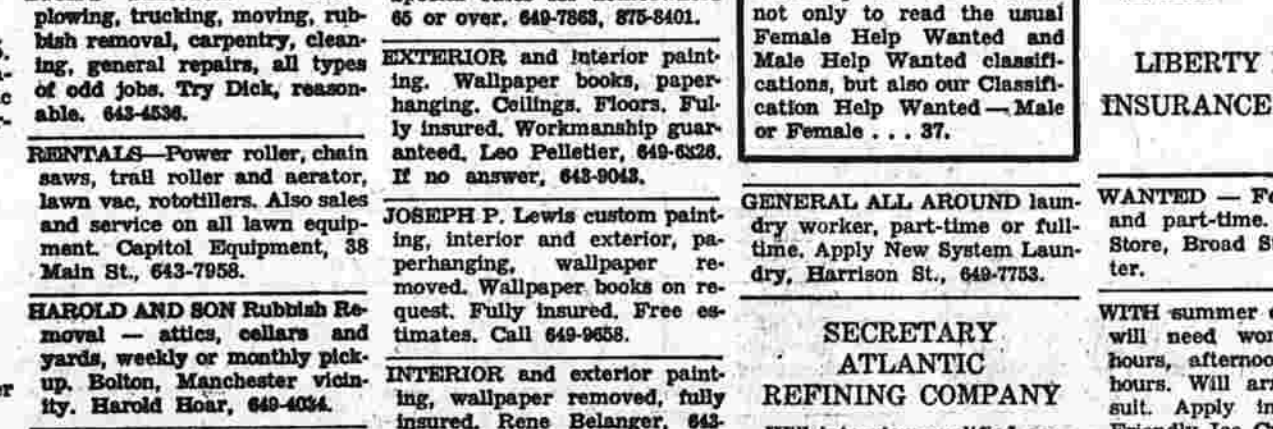 plowing, trucking, moving, rub-
bish removal, carpentry, clean-
ing, general repairs, all types
of odd jobs. Try Dick, reason-
able. 643-4536.
RENTALS—Power roller, chain
saws, trail roller and aerator,
lawn vac, rototillers. Also sales
and service on all lawn equip-
ment. Capitol Equipment, 38
Main St., 643-7958.
HAROLD AND SON Rubbish Re-
moval — attics, cellars and
yards, weekly or monthly pick-
up. Bolton, Manchester vicin-
ity. Harold Hoar, 649-4034.
65 or over. 649-7863, 875-8401.
EXTERIOR and interior paint-
ing. Wallpaper books, paper-
hanging. Ceilings. Floors. Ful-
ly insured. Workmanship guar-
anteed. Leo Pelletier, 649-6326.
If no answer, 643-9043.
JOSEPH P. Lewis custom paint-
ing, interior and exterior, pa-
perhanging, wallpaper re-
moved. Wallpaper books on re-
quest. Fully insured. Free es-
timates. Call 649-9658.
INTERIOR and exterior paint-
ing, wallpaper removed, fully
insured. Rene Belanger, 643-
not only to read the usual
Female Help Wanted and
Male Help Wanted classifi-
cations, but also our Classifi-
cation Help Wanted — Male
or Female . . . 37.
GENERAL ALL AROUND laun-
dry worker, part-time or full-
time. Apply New System Laun-
dry, Harrison St., 649-7753.
SECRETARY
ATLANTIC
REFINING COMPANY
LIBERTY
INSURANCE
WANTED — Fe
and part-time.
Store, Broad S
ter.
WITH summer
will need wor
hours, afternoo
hours. Will arr
suit. Apply in